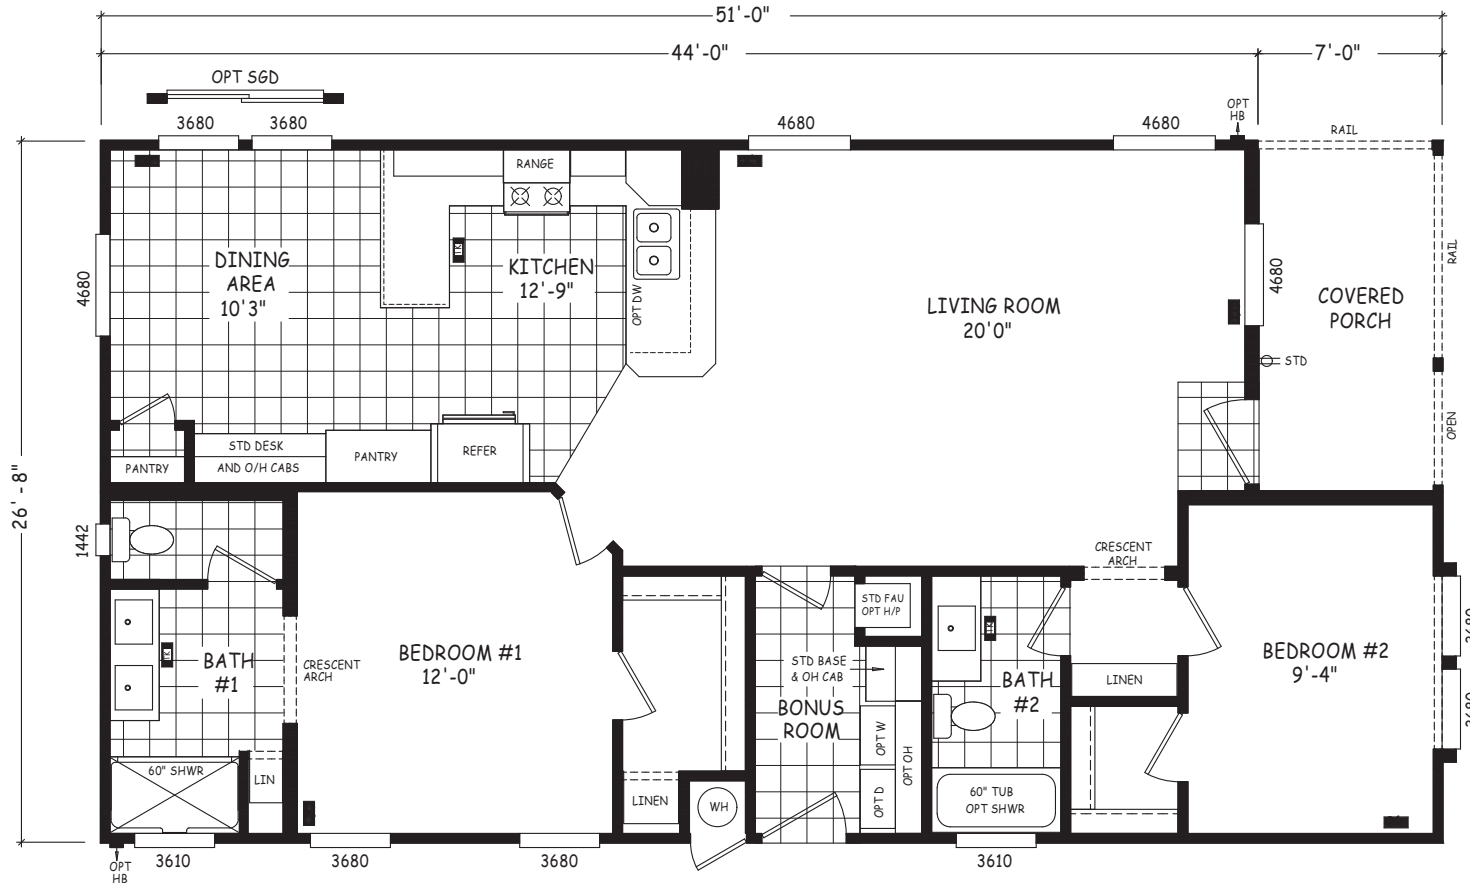 51'-0"
44'-0"
7'-0"
OPT SGD
3680
3680
4680
4680
OPT
HB
RAIL
RANGE
DINING
AREA
10'3"
KITCHEN
12'-9"
OPT DW
LIVING ROOM
20'0"
4680
4680
COVERED
PORCH
RAIL
STD
OPEN
26'-8"
PANTRY
STD DESK
AND O/H CABS
PANTRY
REFER
1442
CRESCENT
ARCH
STD FAU
OPT H/P
BATH
#1
CRESCENT
ARCH
BEDROOM #1
12'-0"
STD BASE
& OH CAB
BONUS
ROOM
BATH
#2
LINEN
BEDROOM #2
9'-4"
3680
3680
OPT W
OPT OH
OPT D
60" SHWR
LIN
LINEN
WH
60" TUB
OPT SHWR
OPT
HB
3610
3680
3680
3610